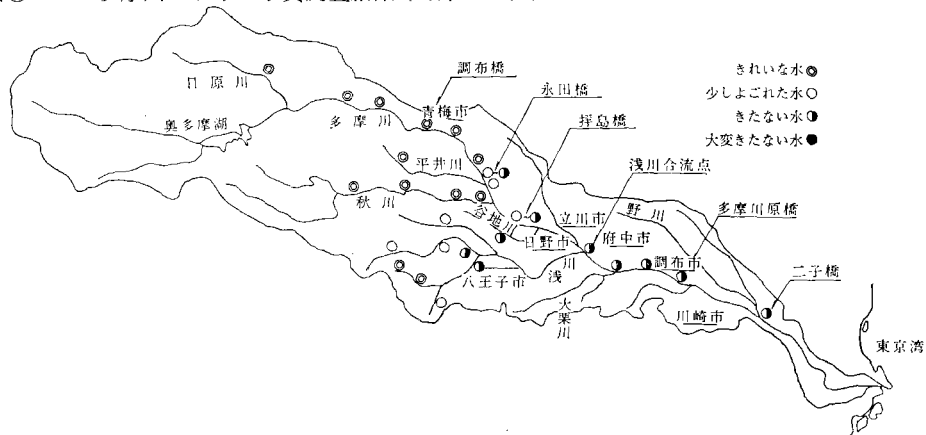 調布橋
永田橋
拝島橋
浅川合流点
多摩川原橋
二子橋
きれいな水◎
少しよごれた水○
きたない水◑
大変きたない水●
日原川
奥多摩湖
多摩川
青梅市
平井川
秋川
谷地川
立川市
日野市
府中市
野川
調布市
八王子市
浅川
大栗川
川崎市
東京湾